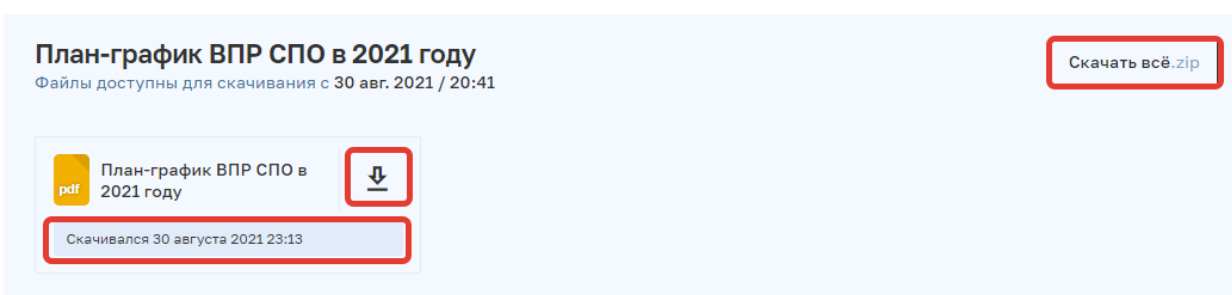 План-график ВПР СПО в 2021 году
Файлы доступны для скачивания с 30 авг. 2021 / 20:41
Скачать всё.zip
pdf
План-график ВПР СПО в
2021 году
Скачивался 30 августа 2021 23:13